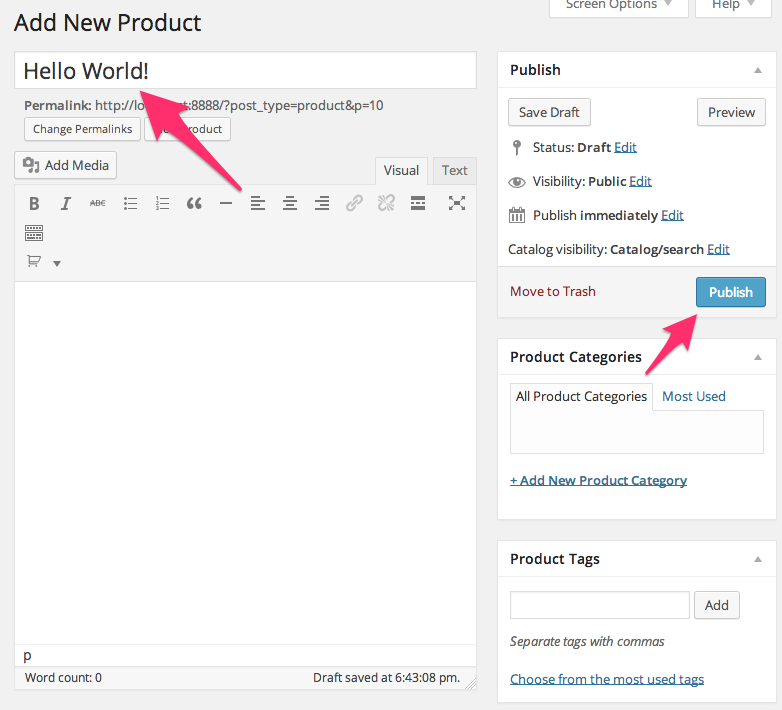 Screen Options
Help
Add New Product
Hello World!
Permalink: http://lo st:8888/?post_type=product&p=10
Change Permalinks
Add Media
Visual
Text
B
I
ABC
p
Word count: 0
Draft saved at 6:43:08 pm.
Publish
Save Draft
Preview
Status: Draft Edit
Visibility: Public Edit
Publish immediately Edit
Catalog visibility: Catalog/search Edit
Move to Trash
Publish
Product Categories
All Product Categories
Most Used
+ Add New Product Category
Product Tags
Add
Separate tags with commas
Choose from the most used tags